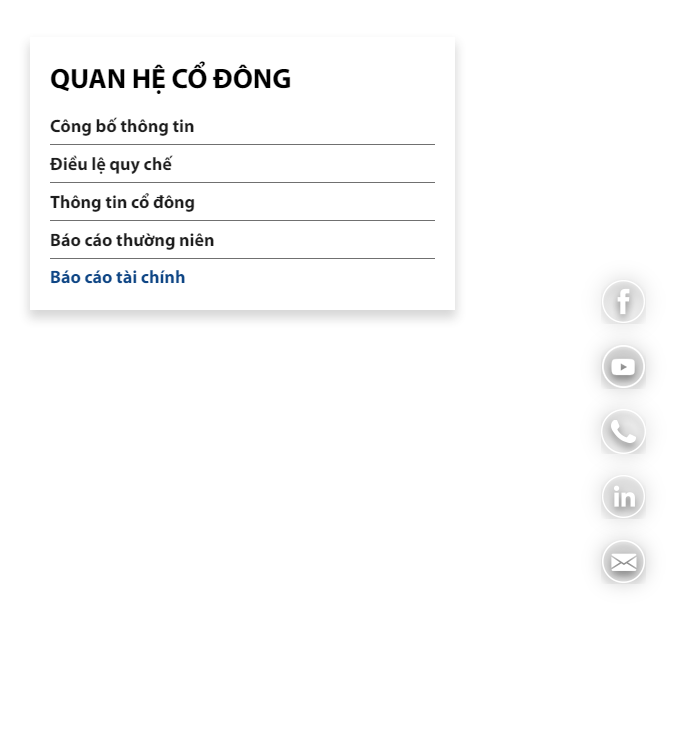 QUAN HỆ CỔ ĐÔNG
Công bố thông tin
Điều lệ quy chế
Thông tin cổ đông
Báo cáo thường niên
Báo cáo tài chính